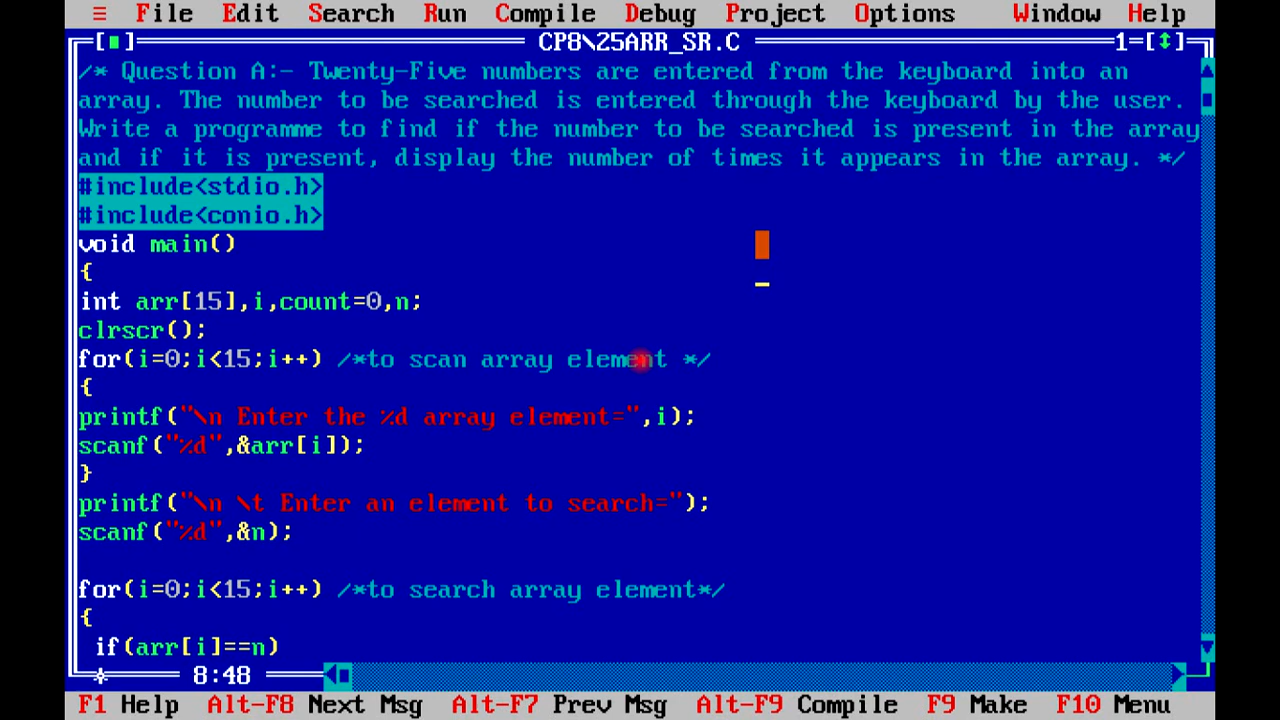 ≡ File Edit Search Run Compile Debug Project Options Window Help
[■] CP8\25ARR_SR.C 1=[↕]
/* Question A:- Twenty-Five numbers are entered from the keyboard into an
array. The number to be searched is entered through the keyboard by the user.
Write a programme to find if the number to be searched is present in the array
and if it is present, display the number of times it appears in the array. */
#include<stdio.h>
#include<conio.h>
void main()
{
int arr[15],i,count=0,n;
clrscr();
for(i=0;i<15;i++) /*to scan array element */
{
printf("\n Enter the %d array element=",i);
scanf("%d",&arr[i]);
}
printf("\n \t Enter an element to search=");
scanf("%d",&n);
for(i=0;i<15;i++) /*to search array element*/
{
if(arr[i]==n)
8:48
F1 Help Alt-F8 Next Msg Alt-F7 Prev Msg Alt-F9 Compile F9 Make F10 Menu